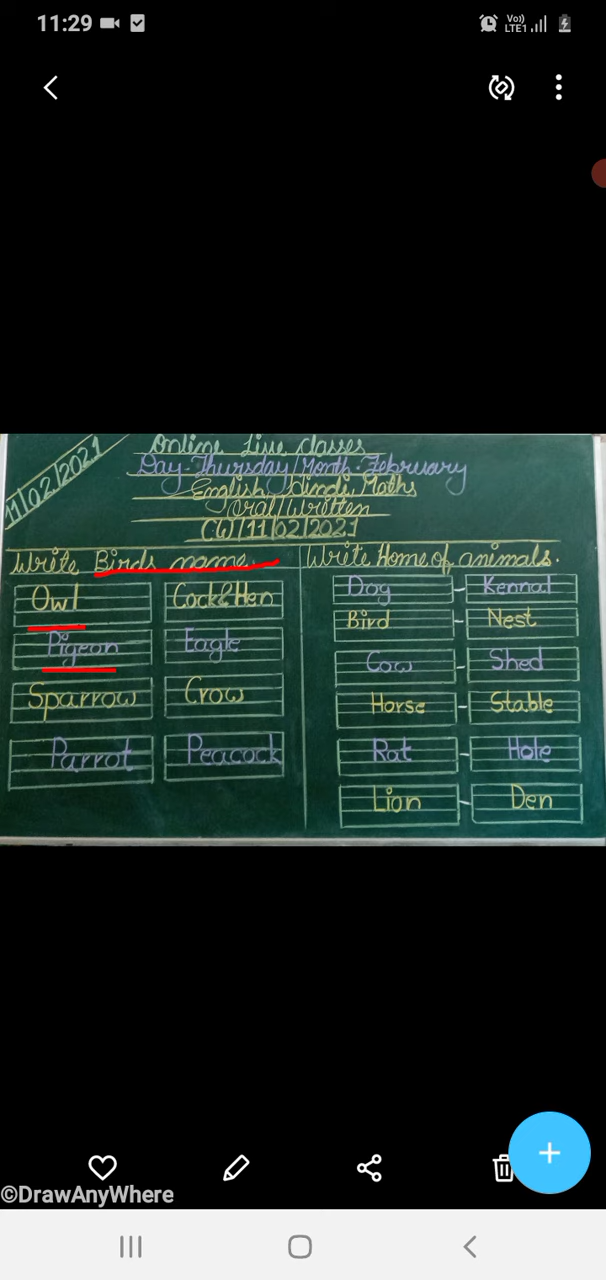 11:29
Vo)) LTE1
11/02/2021
Online Live classes
Day-Thursday/Month-February
English, Hindi, Maths
Oral/Written
CW/11/02/2021
Write Birds name.
Owl Cock&Hen
Pigeon Eagle
Sparrow Crow
Parrot Peacock
Write Home of animals.
Dog - Kennal
Bird - Nest
Cow - Shed
Horse - Stable
Rat - Hole
Lion - Den
©DrawAnyWhere